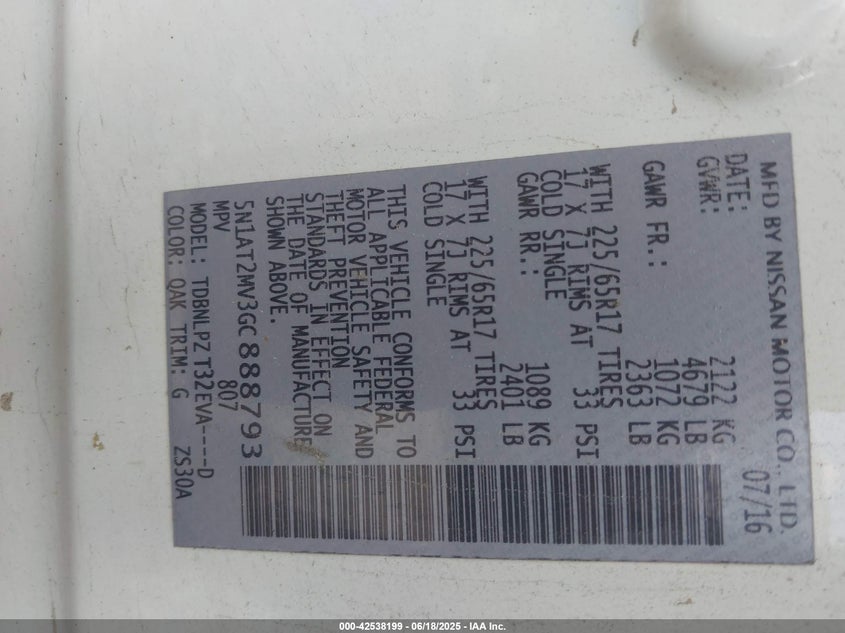 MFD BY NISSAN MOTOR CO., LTD.
DATE: 07/16
GVWR: 2122 KG
4679 LB
GAWR FR.: 1072 KG
2363 LB
WITH 225/65R17 TIRES
17 X 7J RIMS AT 33 PSI
COLD SINGLE
GAWR RR.: 1089 KG
2401 LB
WITH 225/65R17 TIRES
17 X 7J RIMS AT 33 PSI
COLD SINGLE
THIS VEHICLE CONFORMS TO
ALL APPLICABLE FEDERAL
MOTOR VEHICLE SAFETY AND
THEFT PREVENTION
STANDARDS IN EFFECT ON
THE DATE OF MANUFACTURE
SHOWN ABOVE.
5N1AT2MV3GC888793
MPV 807
MODEL: TDBNLPZ T32EVA----D
COLOR: QAK TRIM: G ZS30A
000-42538199 - 06/18/2025 - IAA Inc.